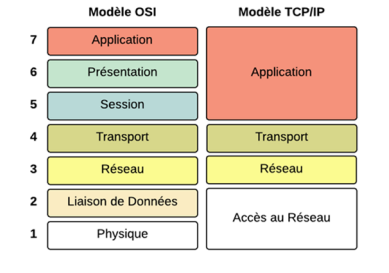 Modèle OSI Modèle TCP/IP
7 Application Application
6 Présentation
5 Session
4 Transport Transport
3 Réseau Réseau
2 Liaison de Données
Accès au Réseau
1 Physique